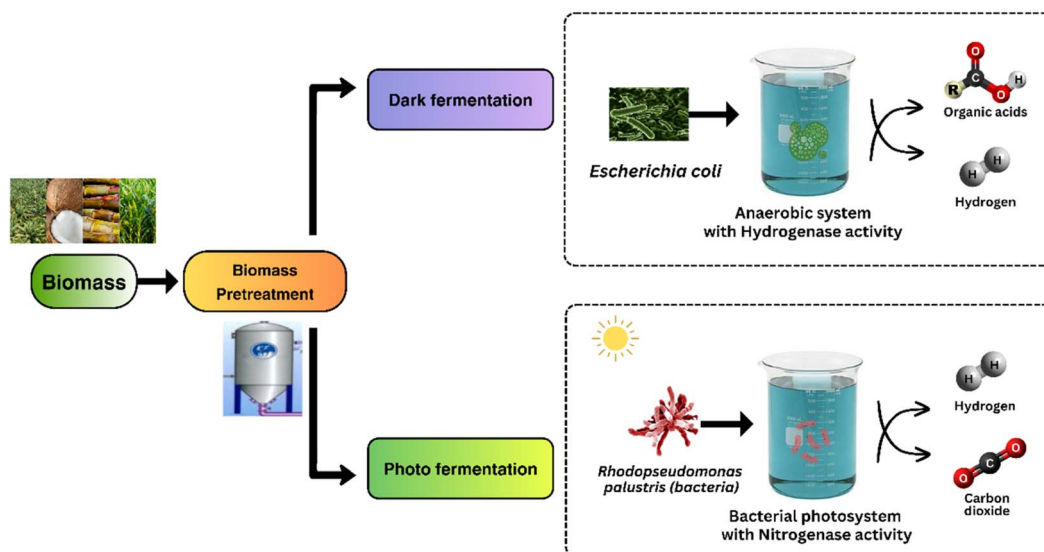 Biomass
Biomass
Pretreatment
Dark fermentation
Photo fermentation
Escherichia coli
Anaerobic system
with Hydrogenase activity
O
C
R
O
H
Organic acids
H
H
Hydrogen
Rhodopseudomonas
palustris (bacteria)
Bacterial photosystem
with Nitrogenase activity
H
H
Hydrogen
O
C
O
Carbon
dioxide